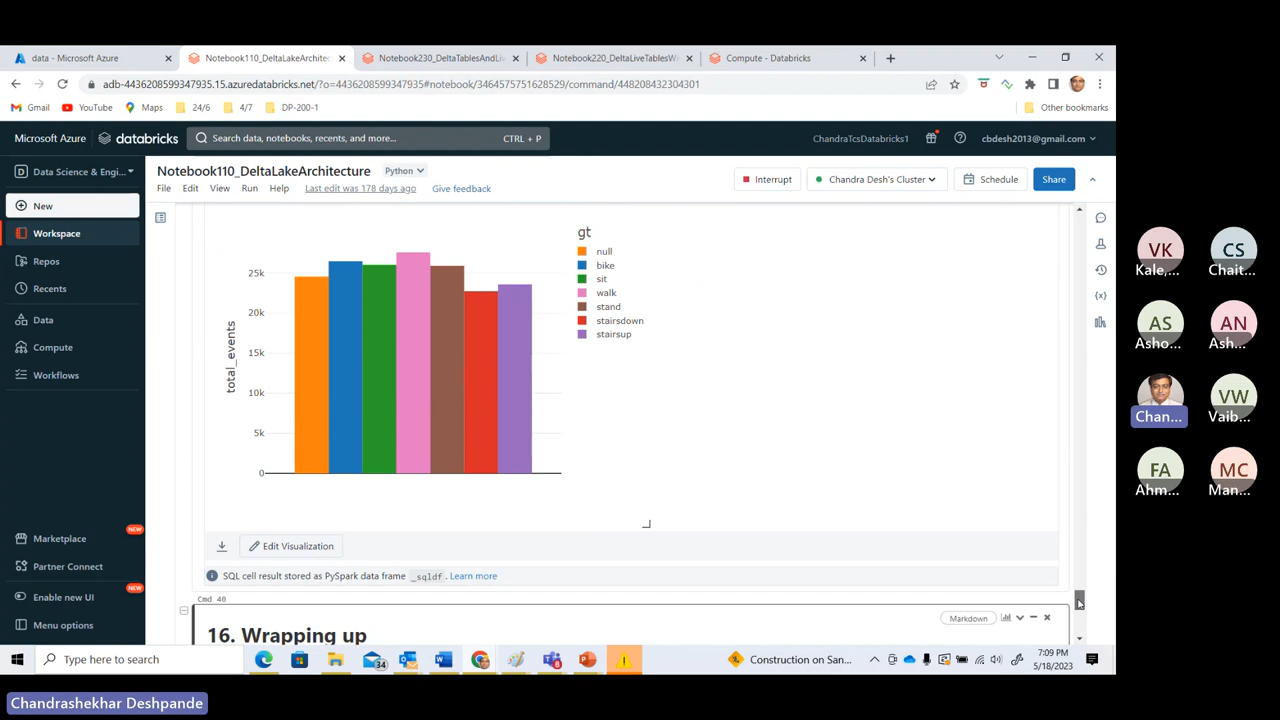 data - Microsoft Azure
Notebook110_DeltaLakeArchitec
Notebook230_DeltaTablesAndLi
Notebook220_DeltaLiveTablesW
Compute - Databricks
adb-4436208599347935.15.azuredatabricks.net/?o=4436208599347935#notebook/3464575751628529/command/448208432304301
Gmail
YouTube
Maps
24/6
4/7
DP-200-1
Other bookmarks
Microsoft Azure
databricks
Search data, notebooks, recents, and more...
CTRL + P
ChandraTcsDatabricks1
cbdesh2013@gmail.com
D
Data Science & Engi...
New
Workspace
Repos
Recents
Data
Compute
Workflows
Marketplace
NEW
Partner Connect
Enable new UI
NEW
Menu options
Notebook110_DeltaLakeArchitecture
Python
File
Edit
View
Run
Help
Last edit was 178 days ago
Give feedback
Interrupt
Chandra Desh's Cluster
Schedule
Share
total_events
25k
20k
15k
10k
5k
0
gt
null
bike
sit
walk
stand
stairsdown
stairsup
Edit Visualization
SQL cell result stored as PySpark data frame _sqldf. Learn more
Cmd 40
Markdown
16. Wrapping up
VK
Kale,...
CS
Chait...
AS
Asho...
AN
Ash...
Chan...
VW
Vaib...
FA
Ahm...
MC
Man...
Type here to search
34
8
Construction on San...
7:09 PM
5/18/2023
Chandrashekhar Deshpande